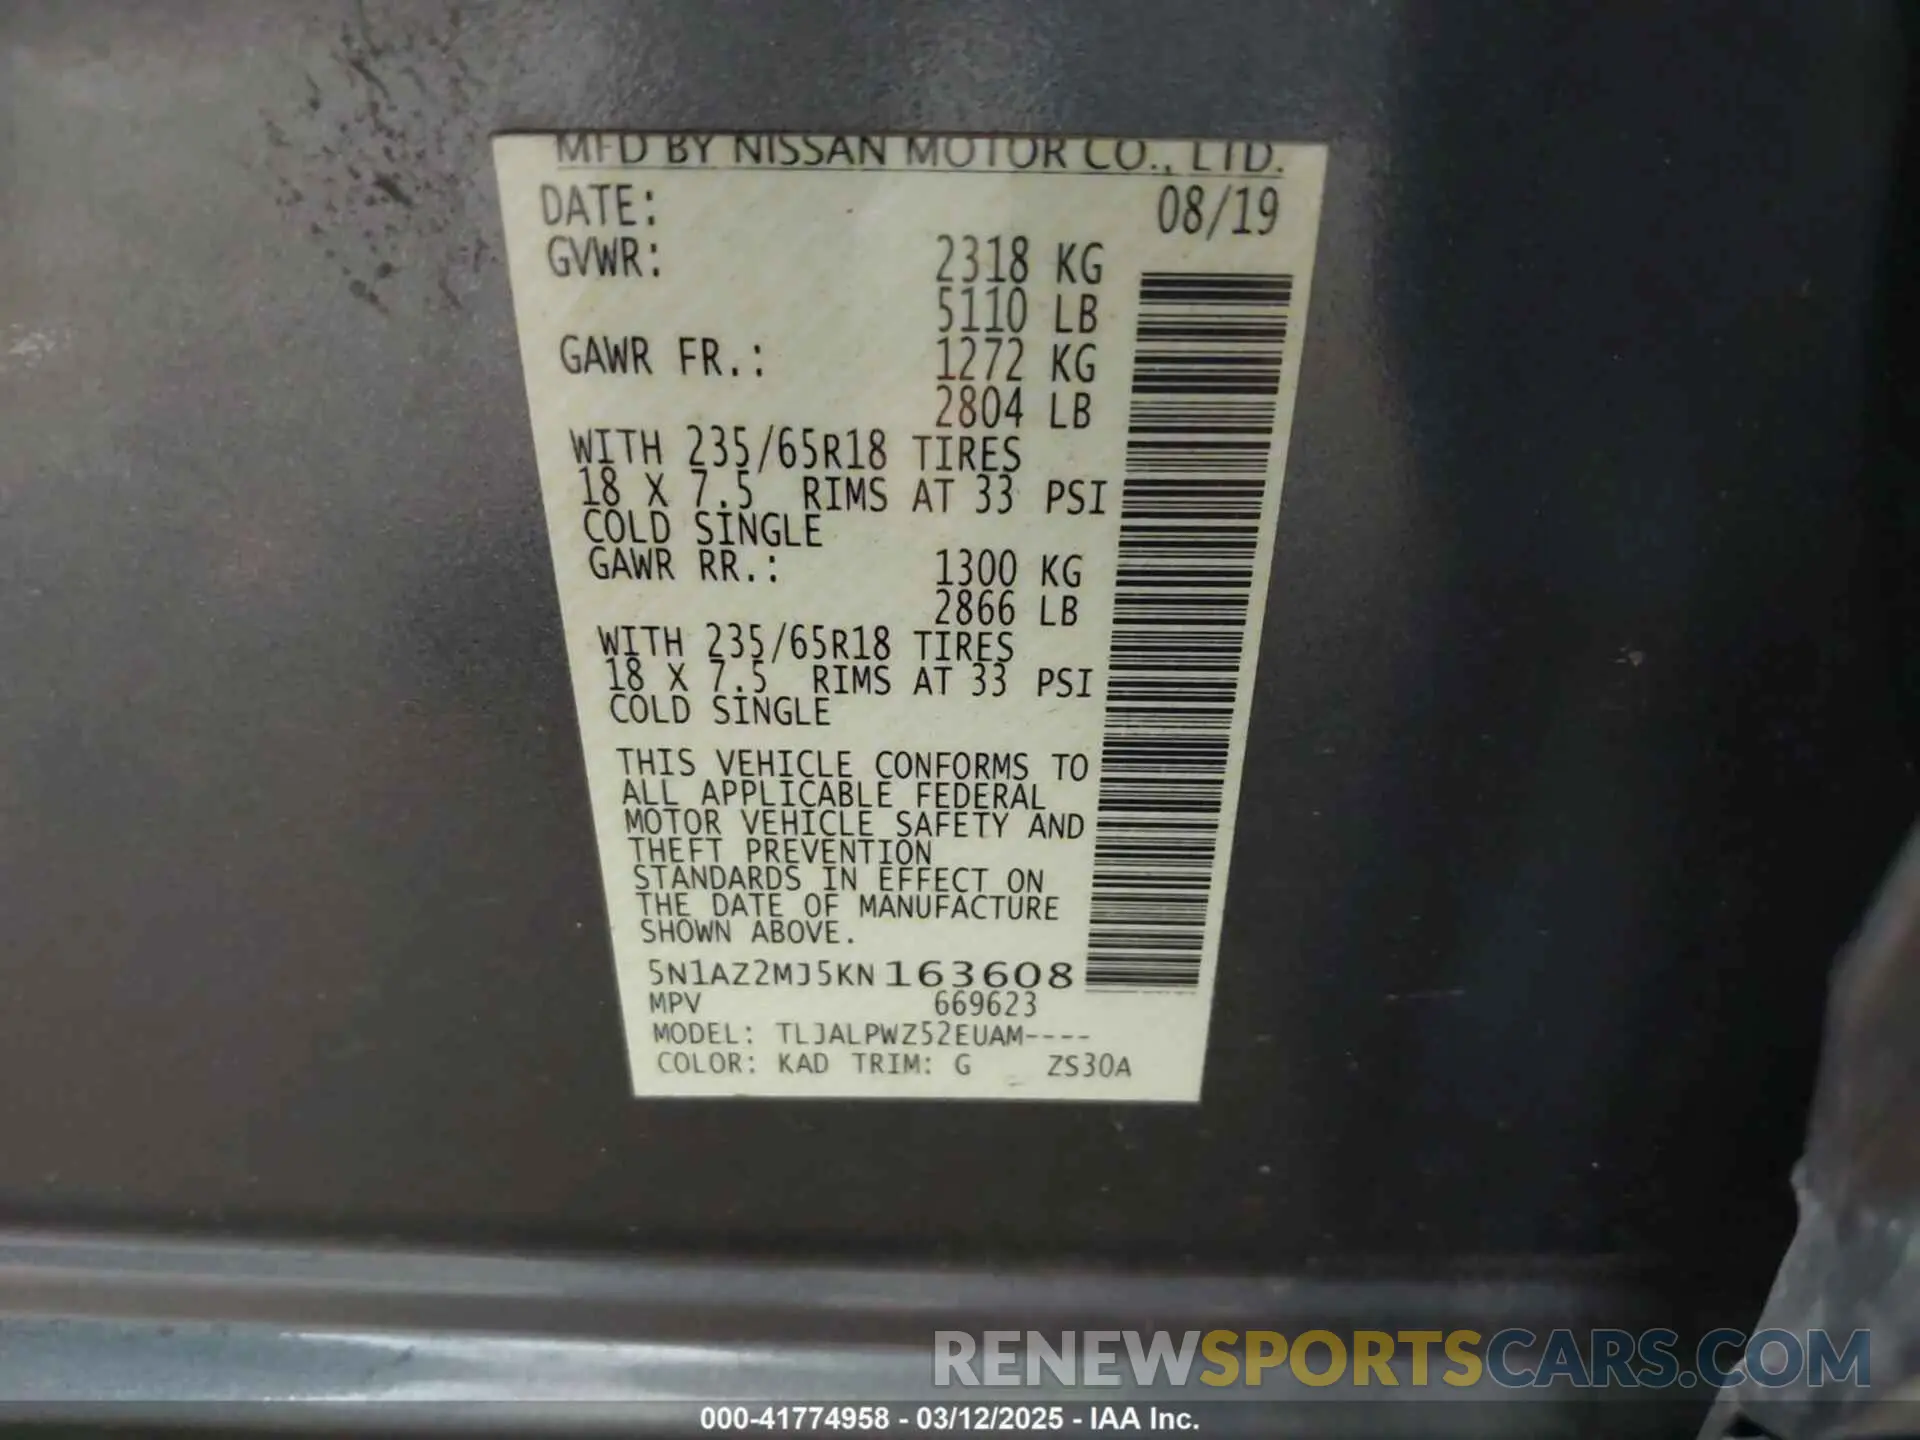 MFD BY NISSAN MOTOR CO., LTD.
DATE: 08/19
GVWR: 2318 KG
5110 LB
GAWR FR.: 1272 KG
2804 LB
WITH 235/65R18 TIRES
18 X 7.5 RIMS AT 33 PSI
COLD SINGLE
GAWR RR.: 1300 KG
2866 LB
WITH 235/65R18 TIRES
18 X 7.5 RIMS AT 33 PSI
COLD SINGLE
THIS VEHICLE CONFORMS TO
ALL APPLICABLE FEDERAL
MOTOR VEHICLE SAFETY AND
THEFT PREVENTION
STANDARDS IN EFFECT ON
THE DATE OF MANUFACTURE
SHOWN ABOVE.
5N1AZ2MJ5KN163608
MPV 669623
MODEL: TLJALPWZ52EUAM----
COLOR: KAD TRIM: G ZS30A
RENEWSPORTSCARS.COM
000-41774958 - 03/12/2025 - IAA Inc.